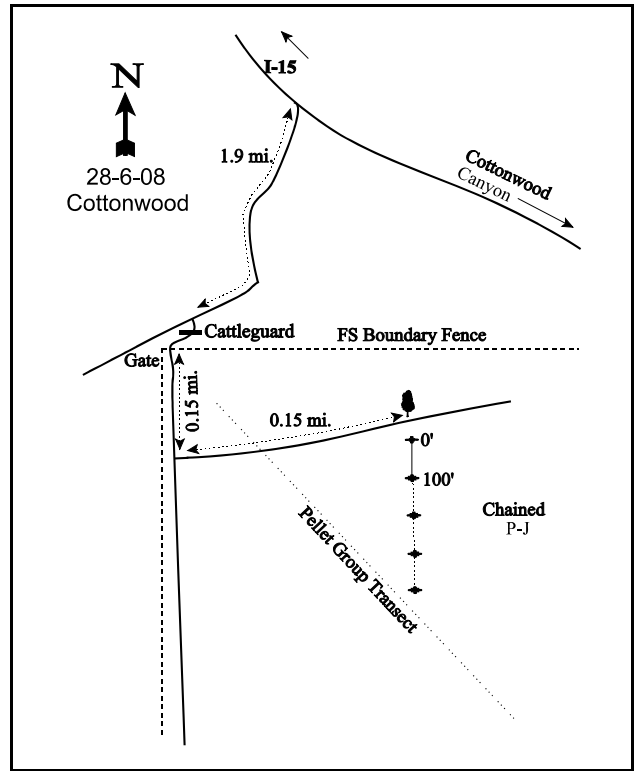 I-15
N
28-6-08
Cottonwood
1.9 mi.
Cottonwood
Canyon
Cattleguard
FS Boundary Fence
Gate
0.15 mi.
0.15 mi.
0'
100'
Chained
P-J
Pellet Group Transect